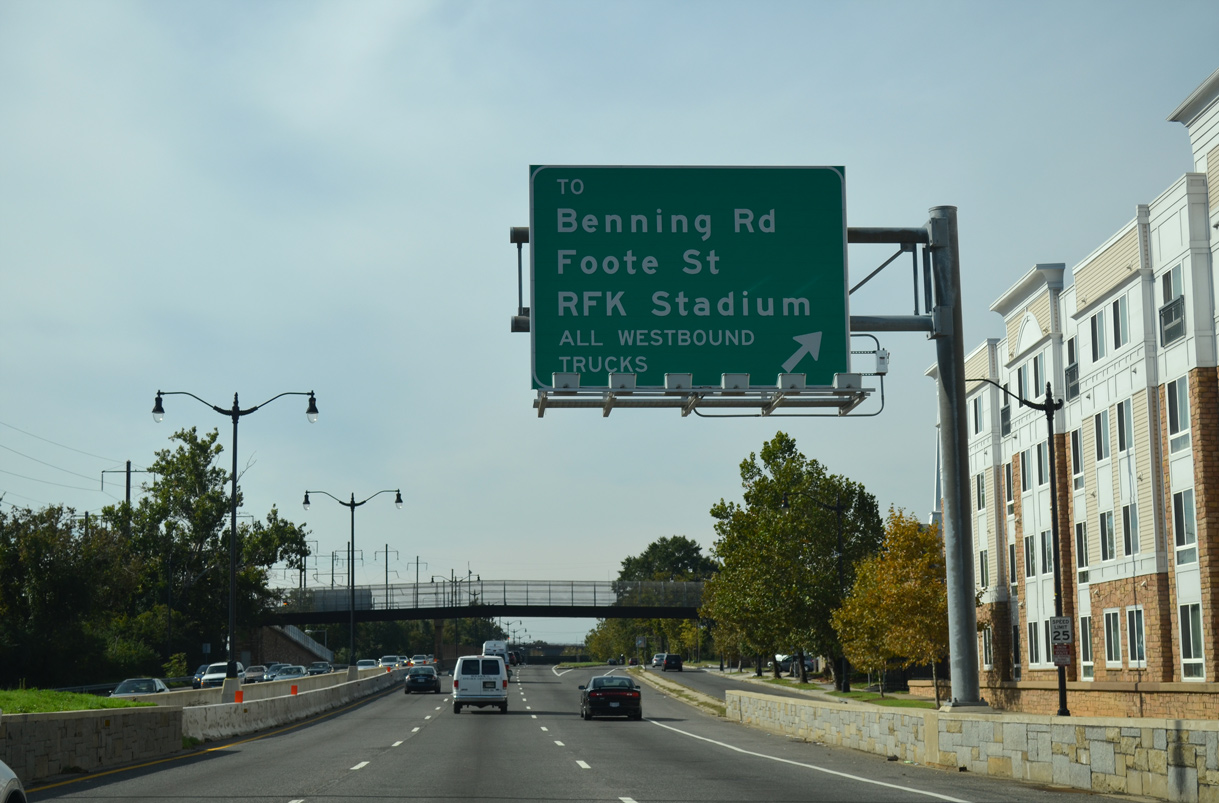 TO
Benning Rd
Foote St
RFK Stadium
ALL WESTBOUND
TRUCKS
SPEED
LIMIT
25